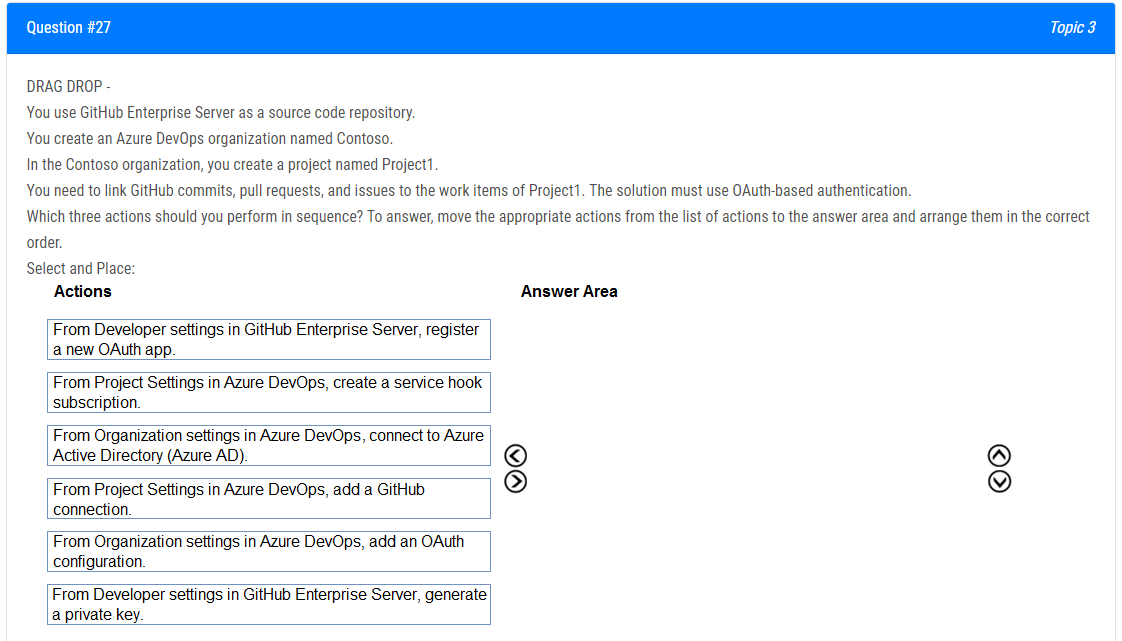 Question #27
Topic 3
DRAG DROP -
You use GitHub Enterprise Server as a source code repository.
You create an Azure DevOps organization named Contoso.
In the Contoso organization, you create a project named Project1.
You need to link GitHub commits, pull requests, and issues to the work items of Project1. The solution must use OAuth-based authentication.
Which three actions should you perform in sequence? To answer, move the appropriate actions from the list of actions to the answer area and arrange them in the correct
order.
Select and Place:
Actions
Answer Area
From Developer settings in GitHub Enterprise Server, register
a new OAuth app.
From Project Settings in Azure DevOps, create a service hook
subscription.
From Organization settings in Azure DevOps, connect to Azure
Active Directory (Azure AD).
From Project Settings in Azure DevOps, add a GitHub
connection.
From Organization settings in Azure DevOps, add an OAuth
configuration.
From Developer settings in GitHub Enterprise Server, generate
a private key.